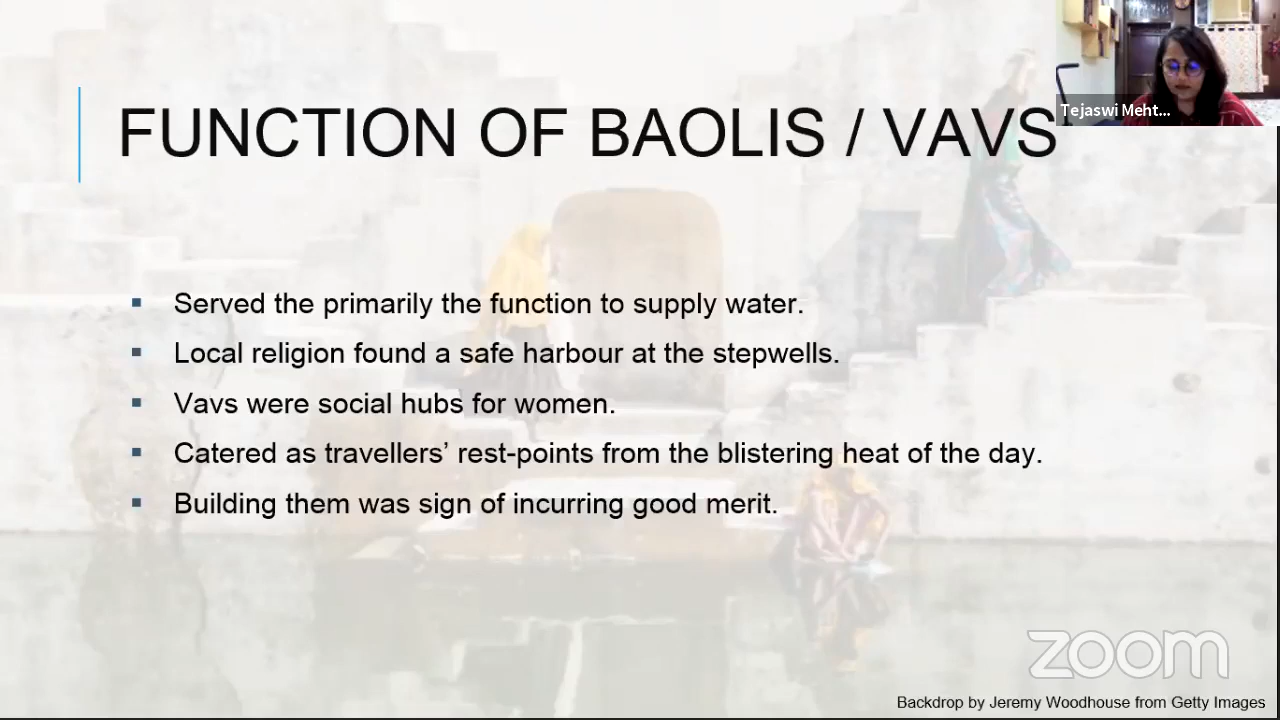 Tejaswi Meht...
FUNCTION OF BAOLIS / VAVS
▪ Served the primarily the function to supply water.
▪ Local religion found a safe harbour at the stepwells.
▪ Vavs were social hubs for women.
▪ Catered as travellers’ rest-points from the blistering heat of the day.
▪ Building them was sign of incurring good merit.
zoom
Backdrop by Jeremy Woodhouse from Getty Images